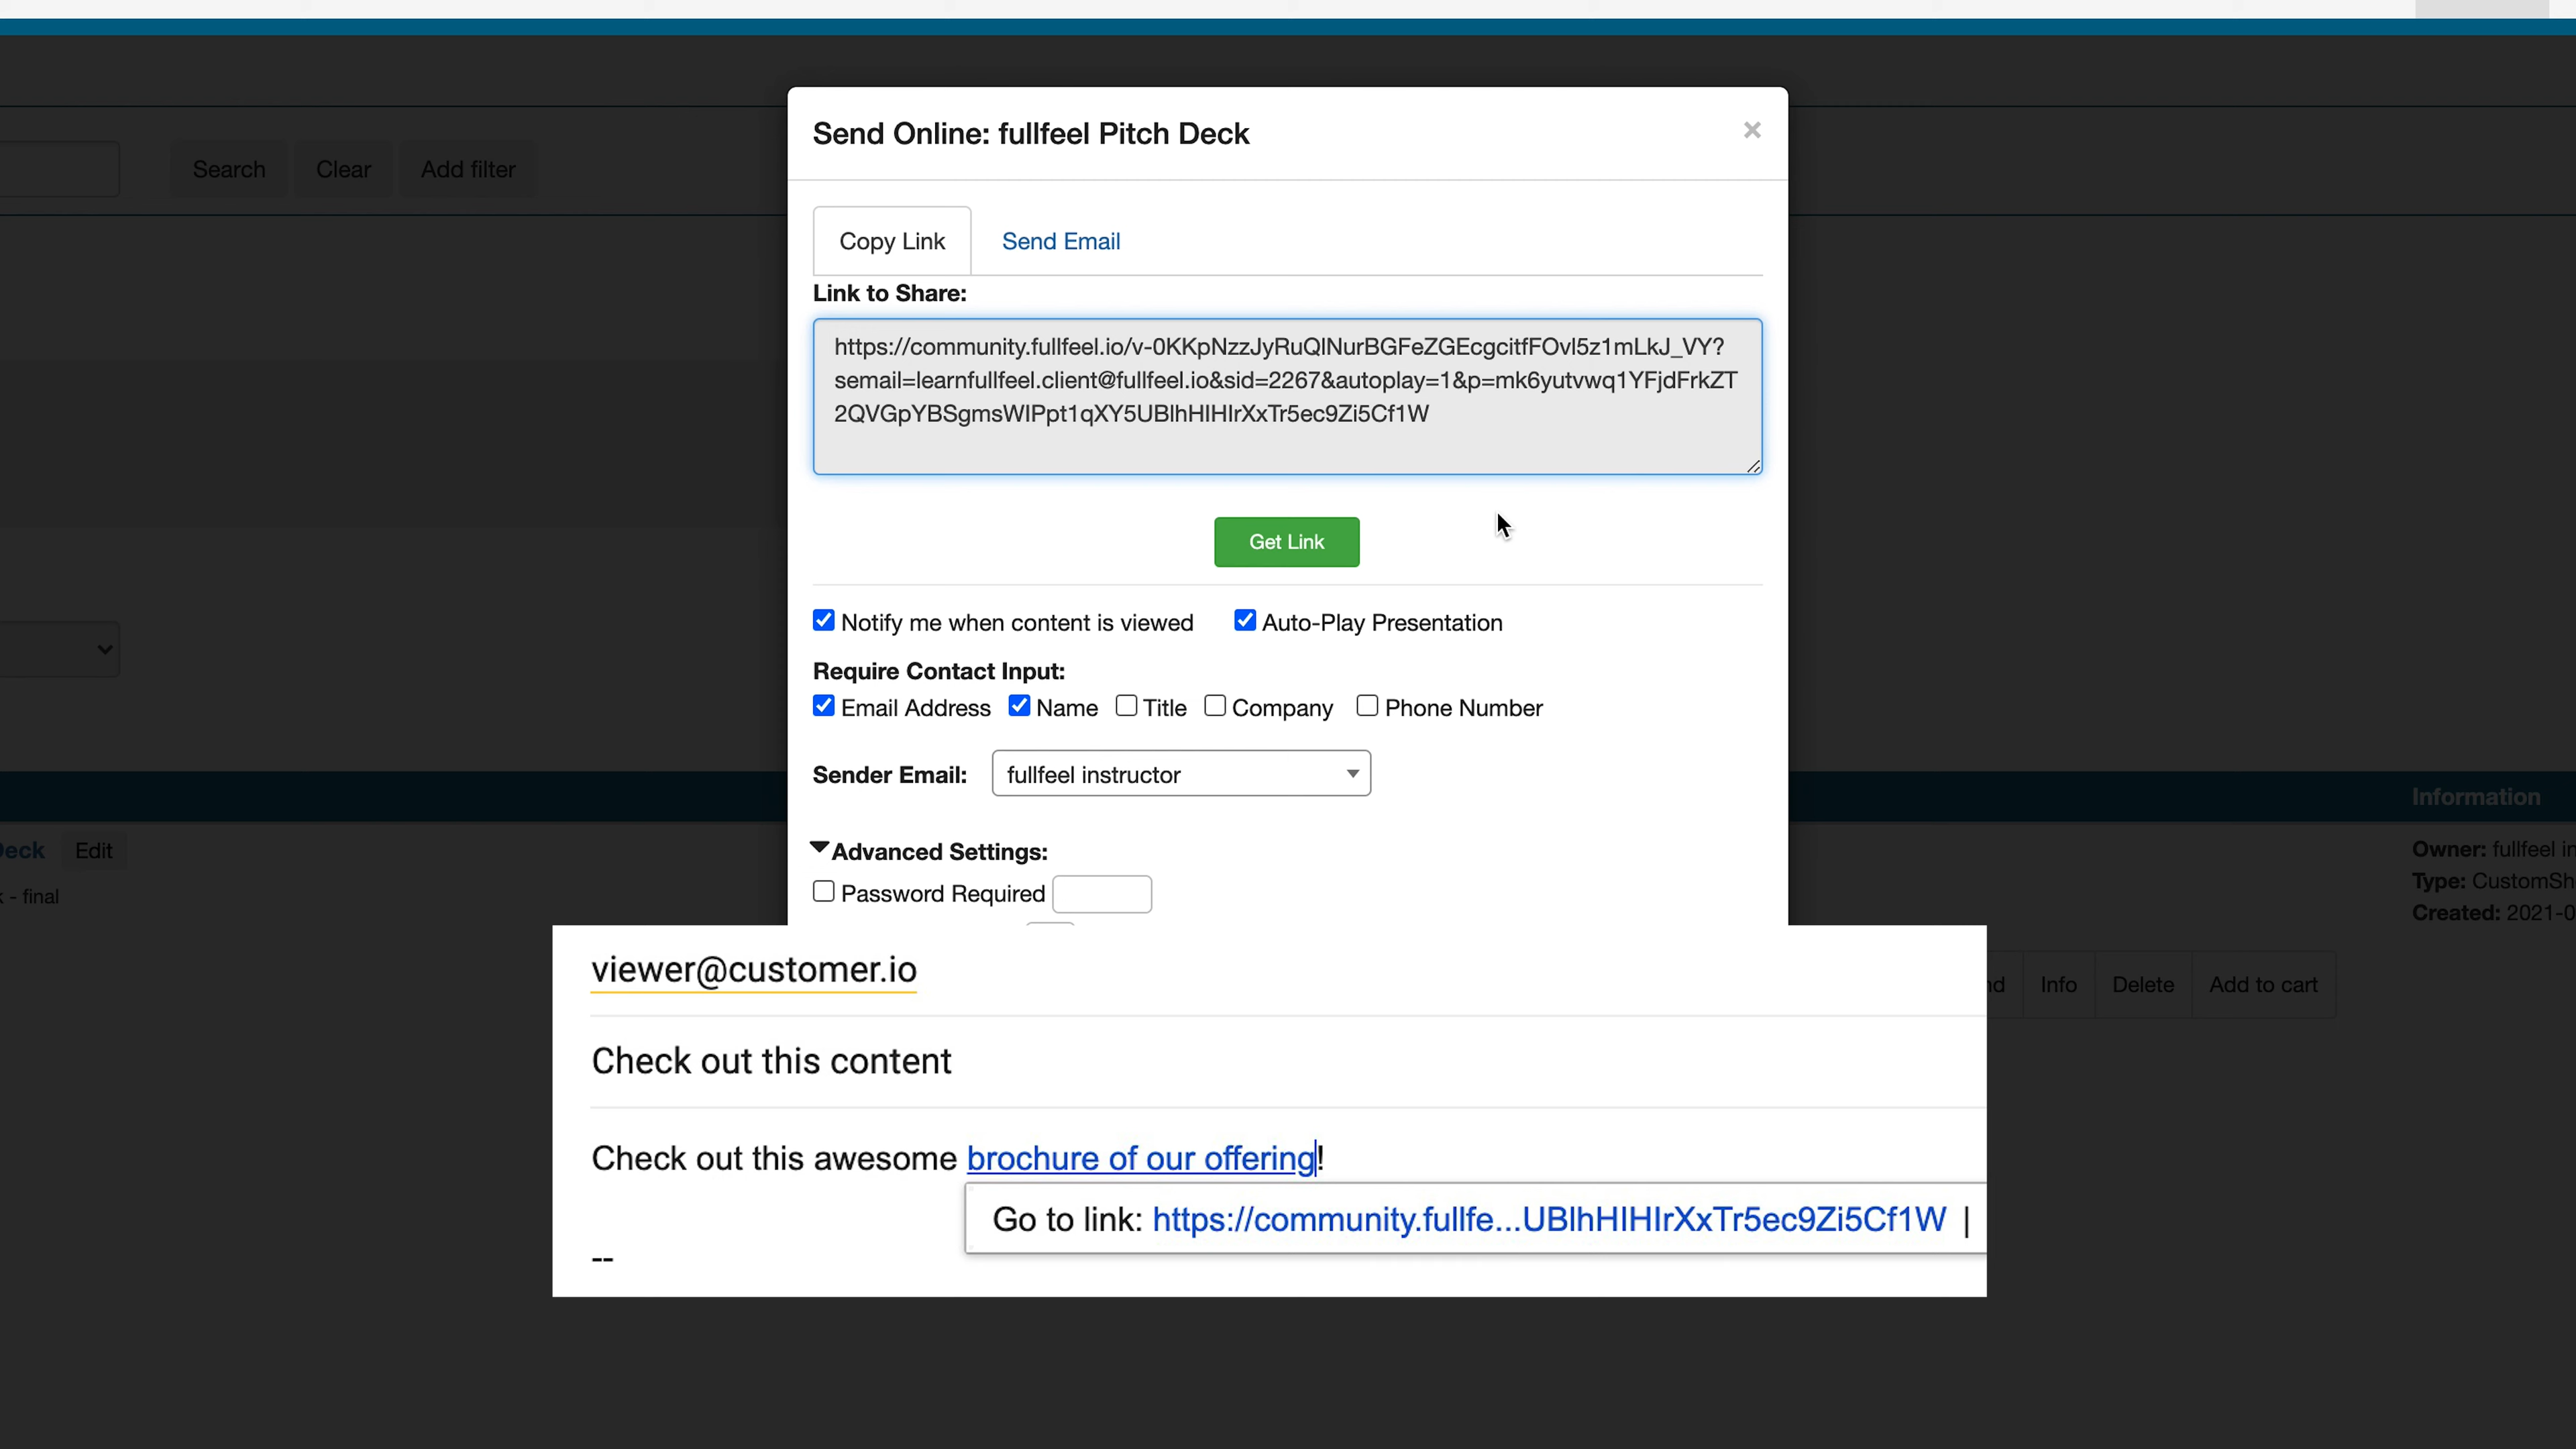 Send Online: fullfeel Pitch Deck
×
Search
Clear
Add filter
Copy Link
Send Email
Link to Share:
https://community.fullfeel.io/v-0KKpNzzJyRuQlNurBGFeZGEcgcitfFOvl5z1mLkJ_VY?
semail=learnfullfeel.client@fullfeel.io&sid=2267&autoplay=1&p=mk6yutvwq1YFjdFrkZT
2QVGpYBSgmsWIPpt1qXY5UBlhHIHIrXxTr5ec9Zi5Cf1W
Get Link
Notify me when content is viewed
Auto-Play Presentation
Require Contact Input:
Email Address
Name
Title
Company
Phone Number
Sender Email:
fullfeel instructor
Information
Advanced Settings:
Deck
Edit
Owner: fullfeel in
Type: CustomSh
Password Required
- final
Created: 2021-0
viewer@customer.io
nd
Info
Delete
Add to cart
Check out this content
Check out this awesome brochure of our offering!
Go to link: https://community.fullfe...UBlhHIHIrXxTr5ec9Zi5Cf1W |
--